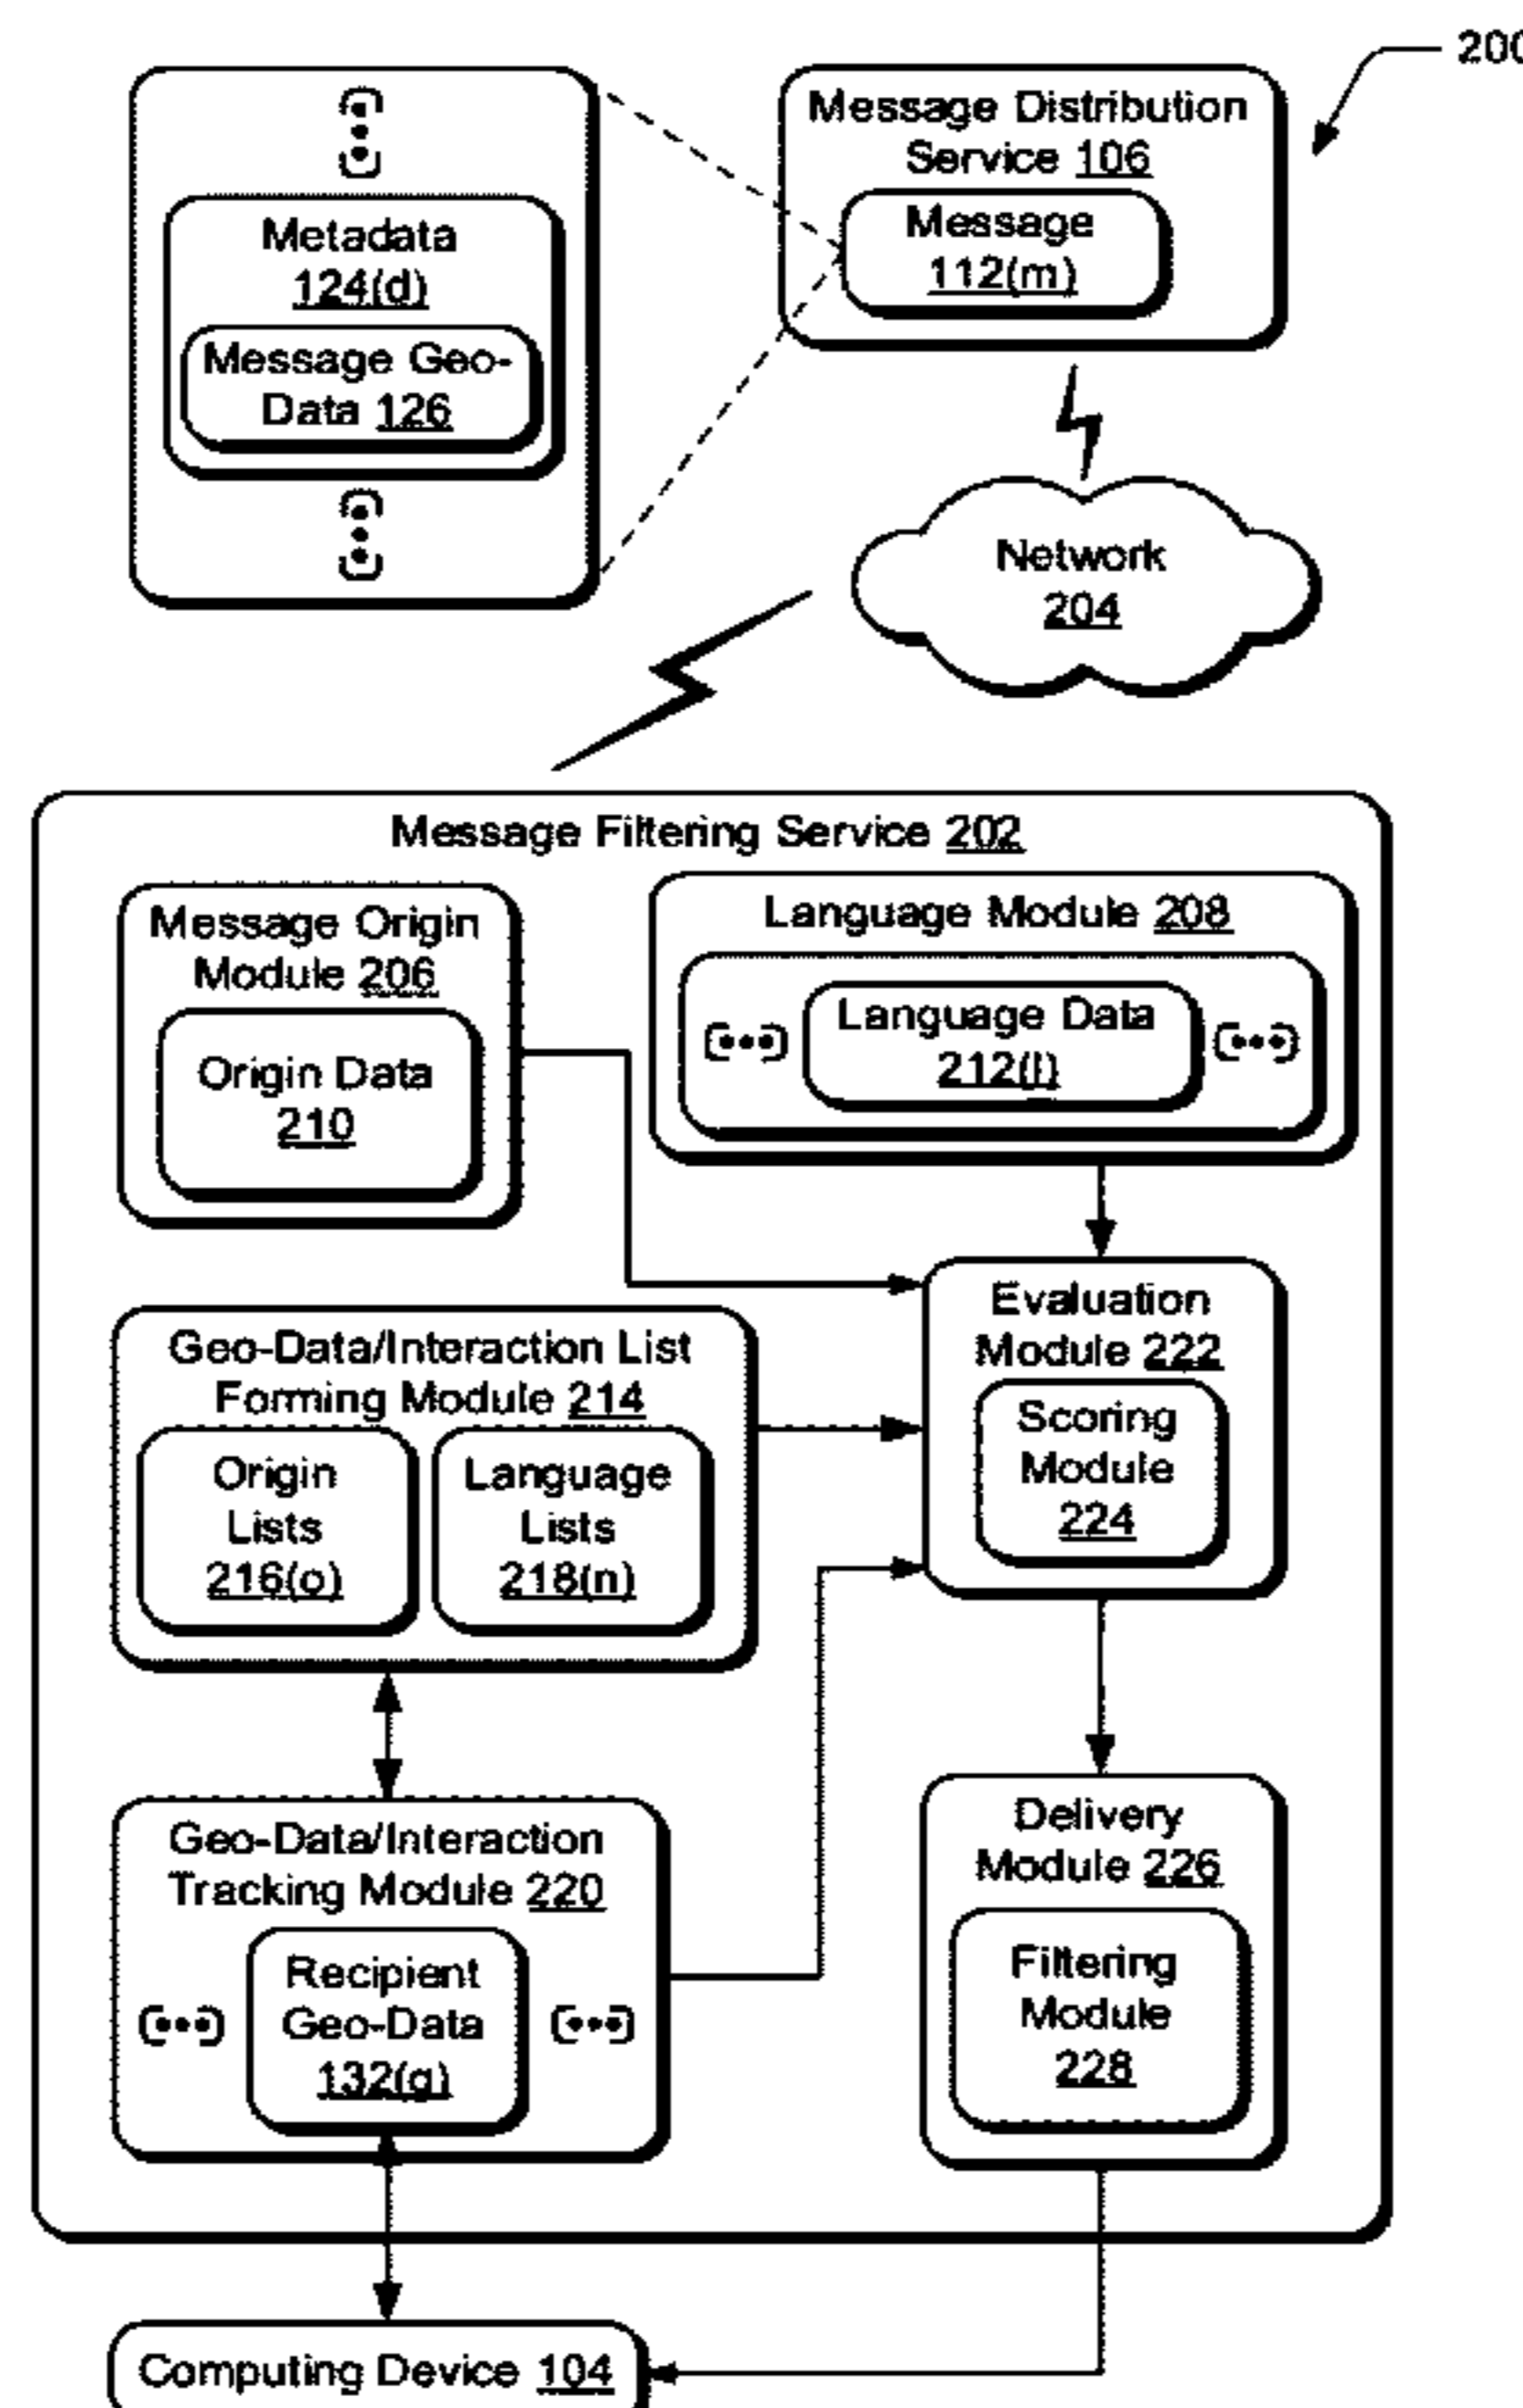 200
Message Distribution
Service 106
Message
112(m)
Metadata
124(d)
Message Geo-
Data 126
Network
204
Message Filtering Service 202
Message Origin
Module 206
Origin Data
210
Language Module 208
Language Data
212(l)
Evaluation
Module 222
Scoring
Module
224
Geo-Data/Interaction List
Forming Module 214
Origin
Lists
216(o)
Language
Lists
218(n)
Geo-Data/Interaction
Tracking Module 220
Recipient
Geo-Data
132(g)
Delivery
Module 226
Filtering
Module
228
Computing Device 104